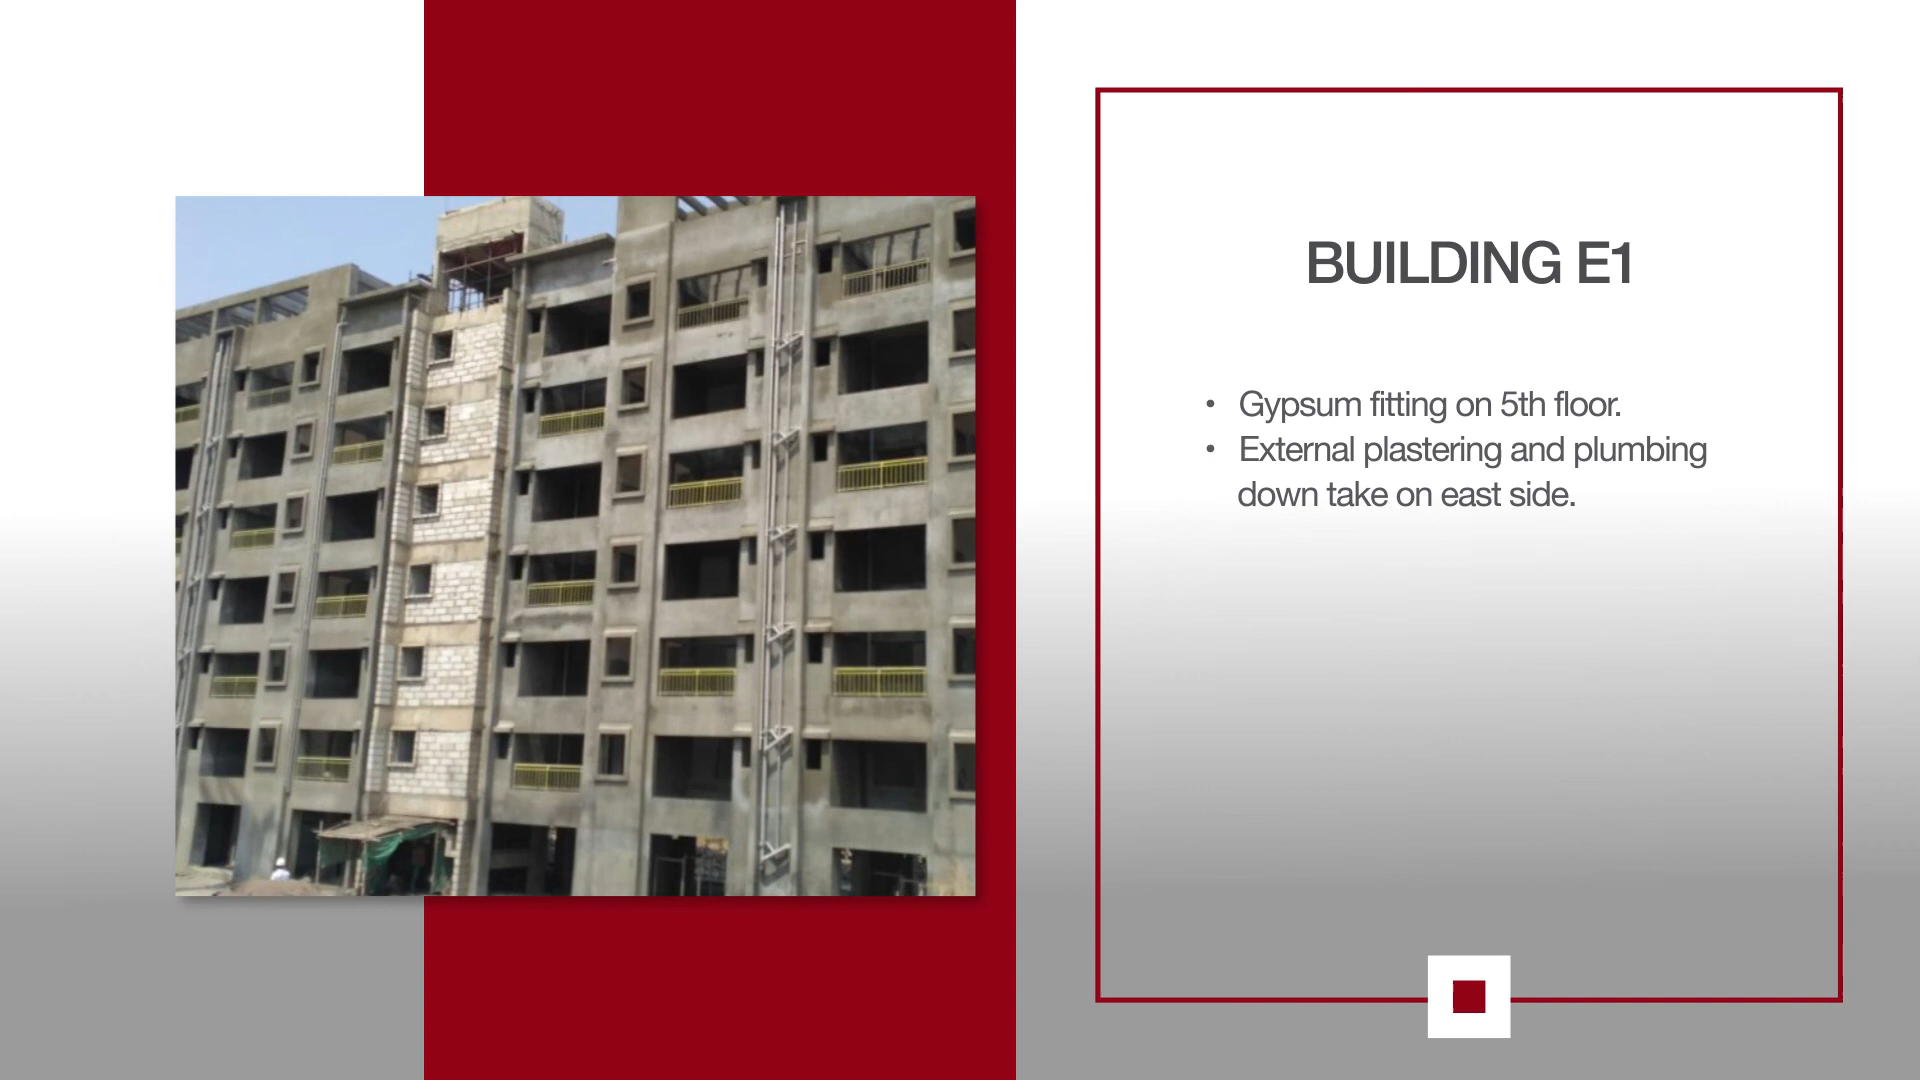 BUILDING E1
• Gypsum fitting on 5th floor.
• External plastering and plumbing
down take on east side.